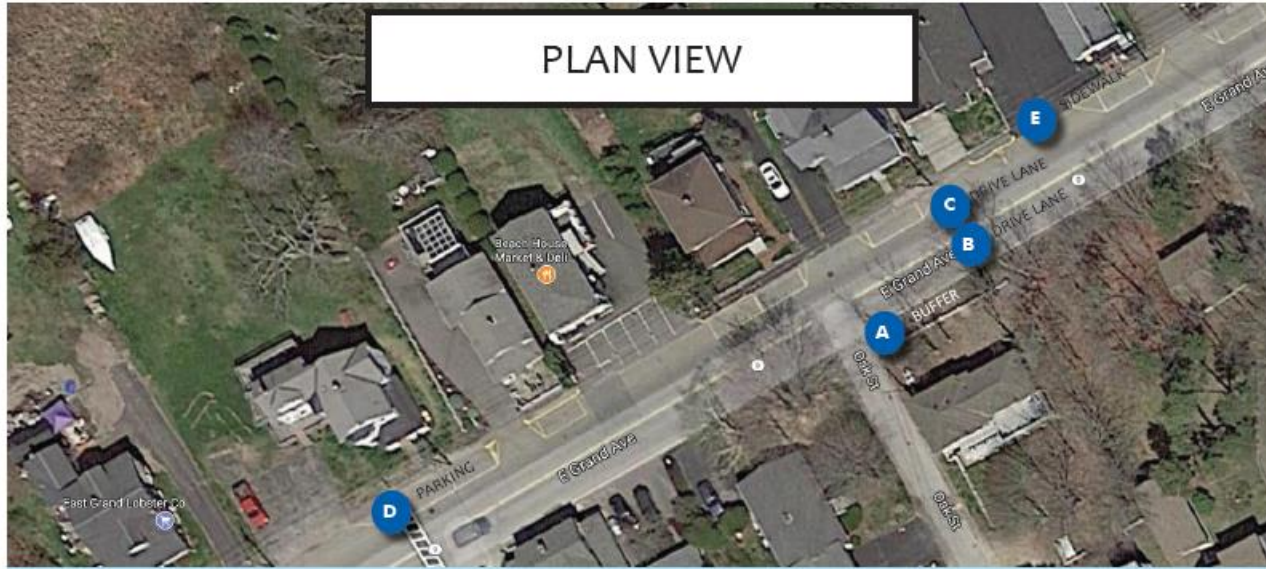 PLAN VIEW
E
SIDEWALK
E Grand Ave
C
DRIVE LANE
B
DRIVE LANE
E Grand Ave
A
BUFFER
Oak St
Beach House
Market & Deli
E Grand Ave
PARKING
D
East Grand Lobster Co
Oak St